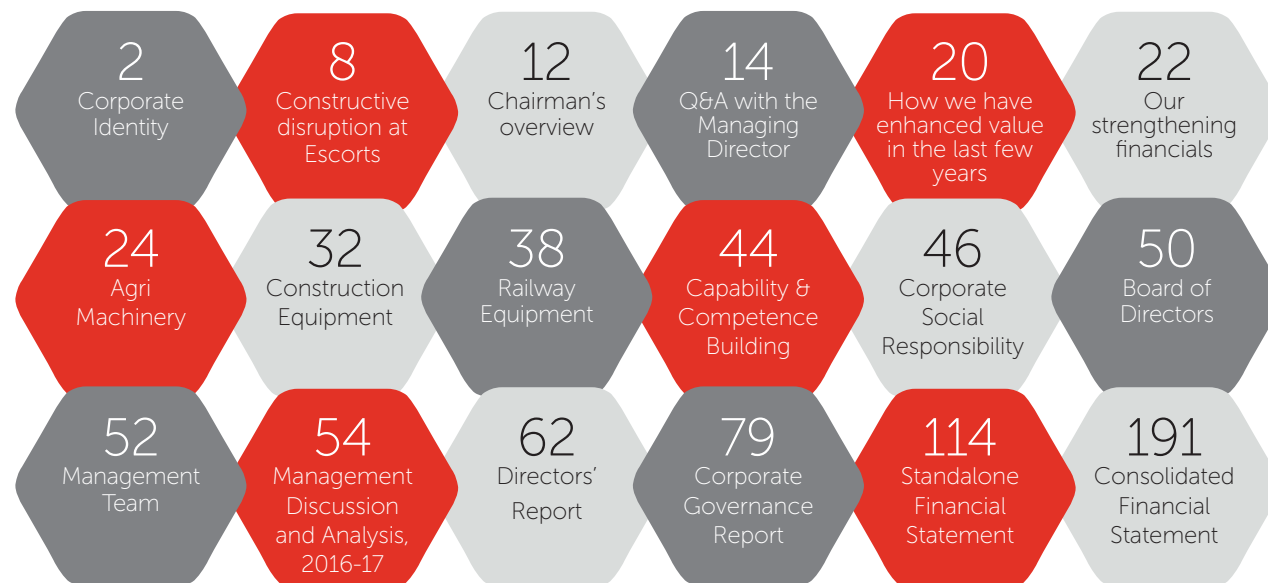 2
Corporate
Identity
8
Constructive
disruption at
Escorts
12
Chairman's
overview
14
Q&A with the
Managing
Director
20
How we have
enhanced value
in the last few
years
22
Our
strengthening
financials
24
Agri
Machinery
32
Construction
Equipment
38
Railway
Equipment
44
Capability &
Competence
Building
46
Corporate
Social
Responsibility
50
Board of
Directors
52
Management
Team
54
Management
Discussion
and Analysis,
2016-17
62
Directors'
Report
79
Corporate
Governance
Report
114
Standalone
Financial
Statement
191
Consolidated
Financial
Statement